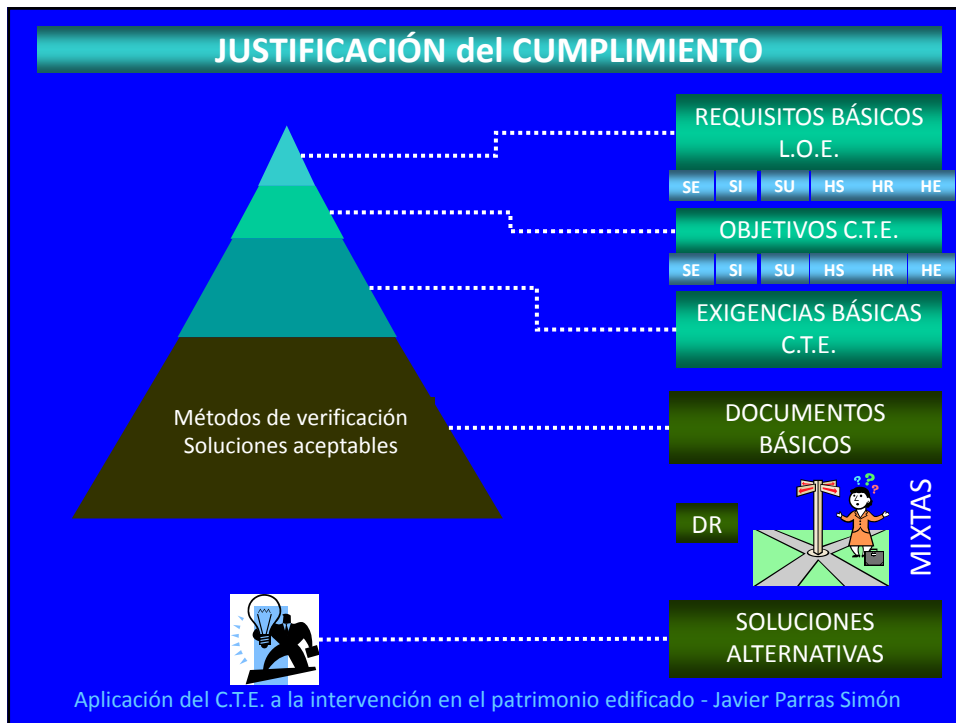 JUSTIFICACIÓN del CUMPLIMIENTO
REQUISITOS BÁSICOS
L.O.E.
SE SI SU HS HR HE
OBJETIVOS C.T.E.
SE SI SU HS HR HE
EXIGENCIAS BÁSICAS
C.T.E.
Métodos de verificación
Soluciones aceptables
DOCUMENTOS
BÁSICOS
? ? ?
DR
MIXTAS
SOLUCIONES
ALTERNATIVAS
Aplicación del C.T.E. a la intervención en el patrimonio edificado - Javier Parras Simón